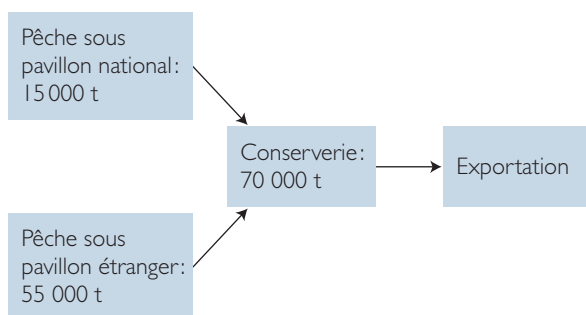 Pêche sous
pavillon national:
15 000 t
Conserverie:
70 000 t
Exportation
Pêche sous
pavillon étranger:
55 000 t